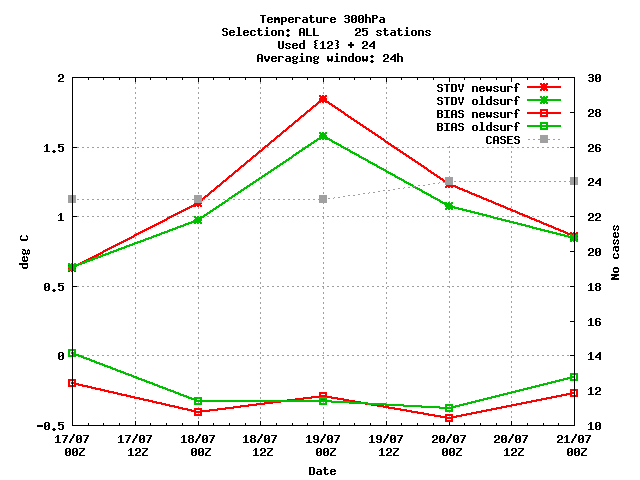 Temperature 300hPa
Selection: ALL     25 stations
Used {12} + 24
Averaging window: 24h
STDV newsurf
STDV oldsurf
BIAS newsurf
BIAS oldsurf
CASES
2
1.5
1
0.5
0
-0.5
deg C
30
28
26
24
22
20
18
16
14
12
10
No cases
17/07 17/07 18/07 18/07 19/07 19/07 20/07 20/07 21/07
00Z 12Z 00Z 12Z 00Z 12Z 00Z 12Z 00Z
Date